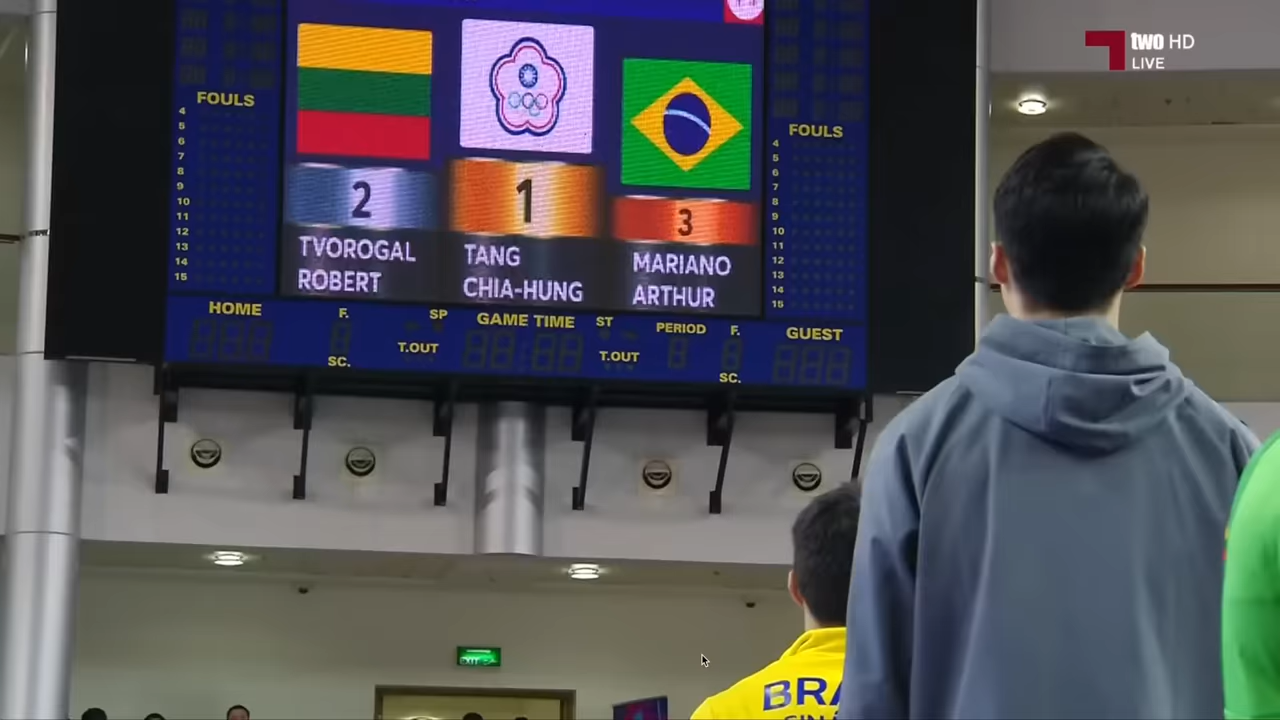 two HD
LIVE
FOULS
4
5
6
7
8
9
10
11
12
13
14
15
2
TVOROGAL
ROBERT
1
TANG
CHIA-HUNG
3
MARIANO
ARTHUR
FOULS
4
5
6
7
8
9
10
11
12
13
14
15
HOME
F.
SC.
SP
T.OUT
GAME TIME
ST
T.OUT
PERIOD
F.
SC.
GUEST
EXIT
BRA